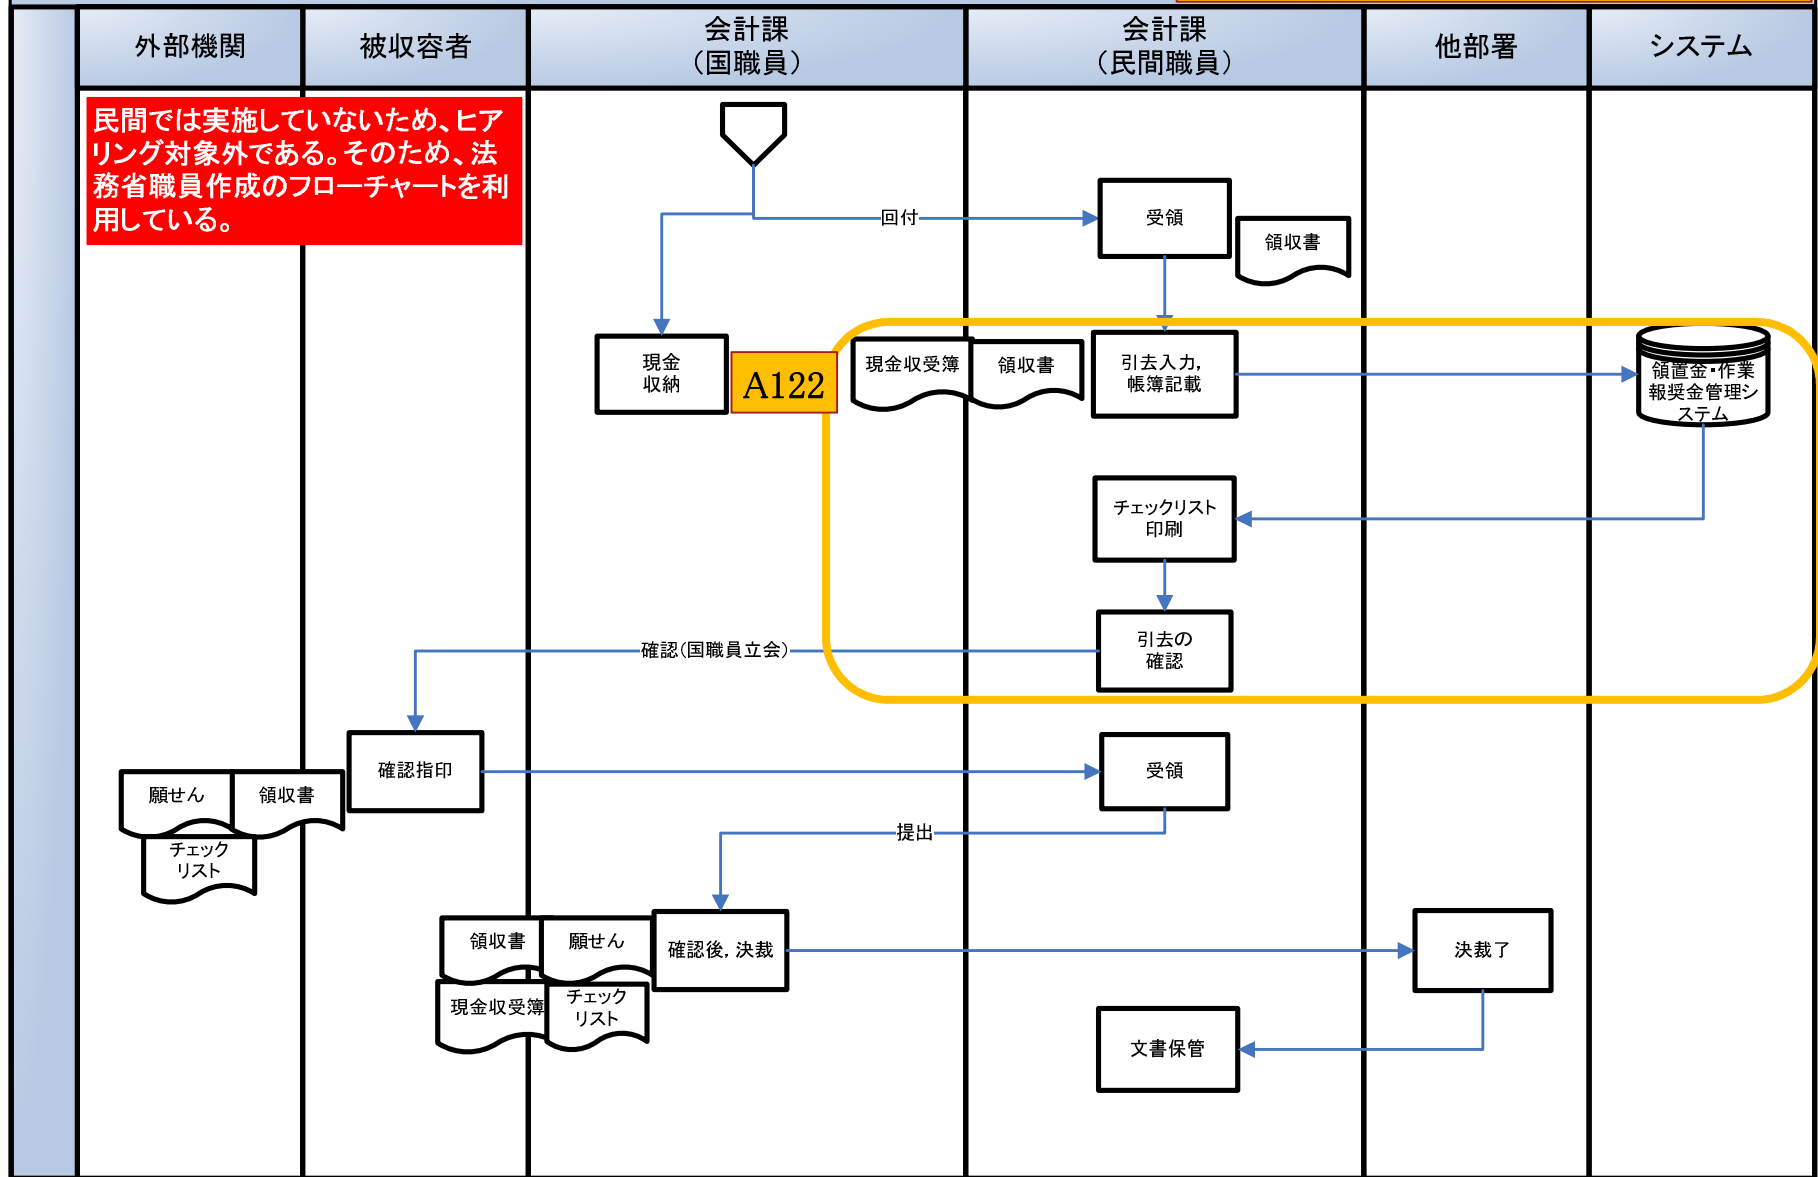 外部機関
被収容者
会計課
（国職員）
会計課
（民間職員）
他部署
システム
民間では実施していないため、ヒア
リング対象外である。そのため、法
務省職員作成のフローチャートを利
用している。
回付
受領
領収書
現金
収納
A122
現金収受簿
領収書
引去入力，
帳簿記載
領置金・作業
報奨金管理シ
ステム
チェックリスト
印刷
引去の
確認
確認（国職員立会）
確認指印
受領
願せん
領収書
チェック
リスト
提出
領収書
願せん
確認後，決裁
決裁了
現金収受簿
チェック
リスト
文書保管